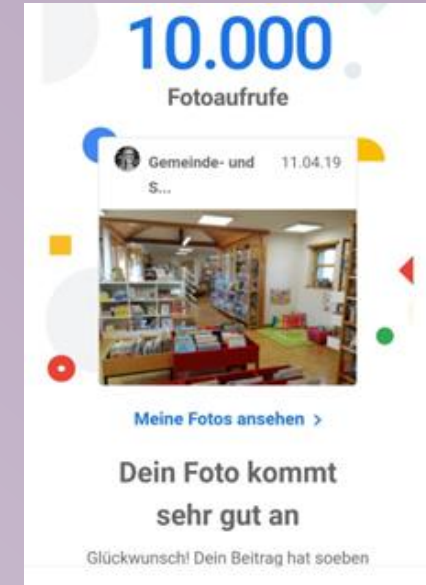 10.000
Fotoaufrufe
Gemeinde- und 11.04.19
S...
Meine Fotos ansehen >
Dein Foto kommt
sehr gut an
Glückwunsch! Dein Beitrag hat soeben